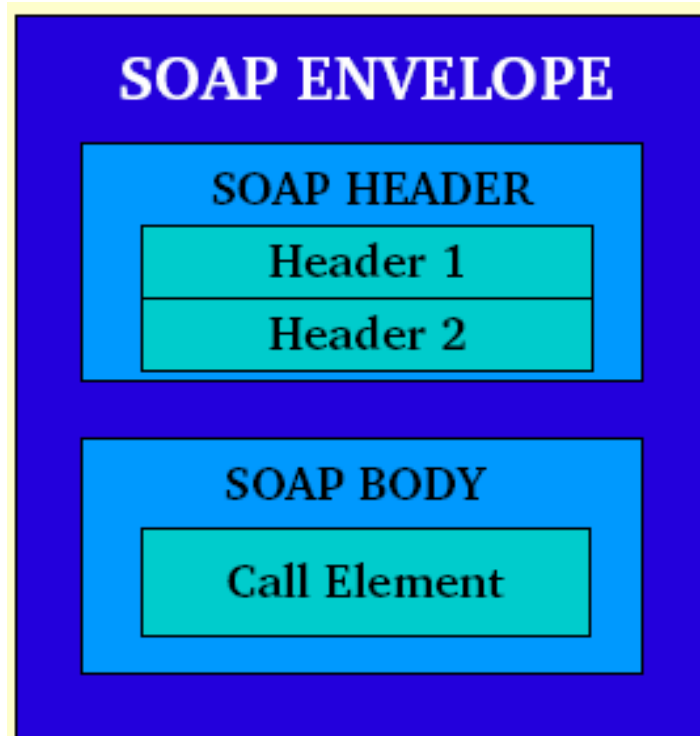 SOAP ENVELOPE
SOAP HEADER
Header 1
Header 2
SOAP BODY
Call Element